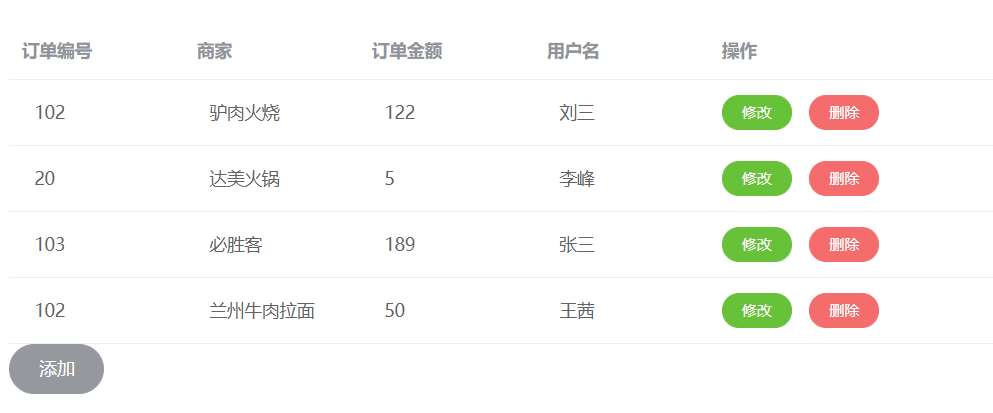 订单编号 商家 订单金额 用户名 操作
102 驴肉火烧 122 刘三 修改 删除
20 达美火锅 5 李峰 修改 删除
103 必胜客 189 张三 修改 删除
102 兰州牛肉拉面 50 王茜 修改 删除
添加